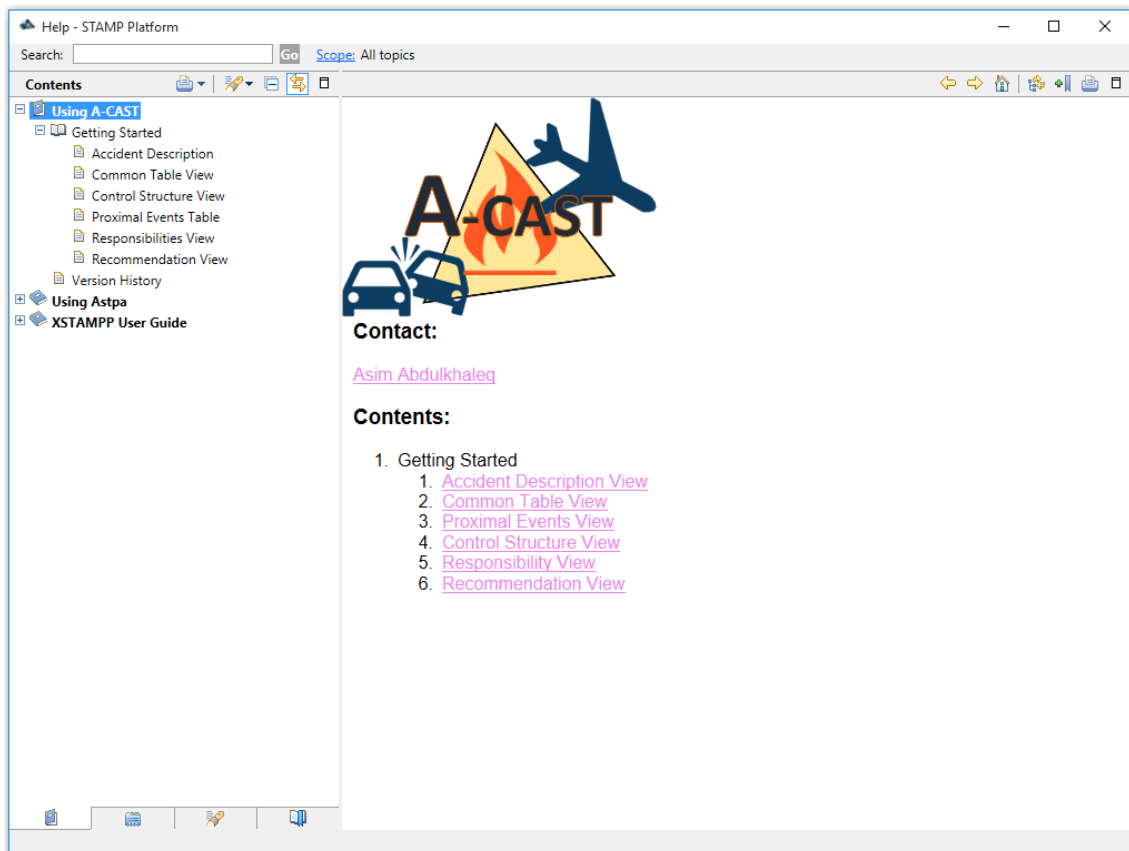 Help - STAMP Platform
Search: Go Scope: All topics
Contents
Using A-CAST
Getting Started
Accident Description
Common Table View
Control Structure View
Proximal Events Table
Responsibilities View
Recommendation View
Version History
Using Astpa
XSTAMPP User Guide
A-CAST
Contact:
Asim Abdulkhaleq
Contents:
1. Getting Started
1. Accident Description View
2. Common Table View
3. Proximal Events View
4. Control Structure View
5. Responsibility View
6. Recommendation View